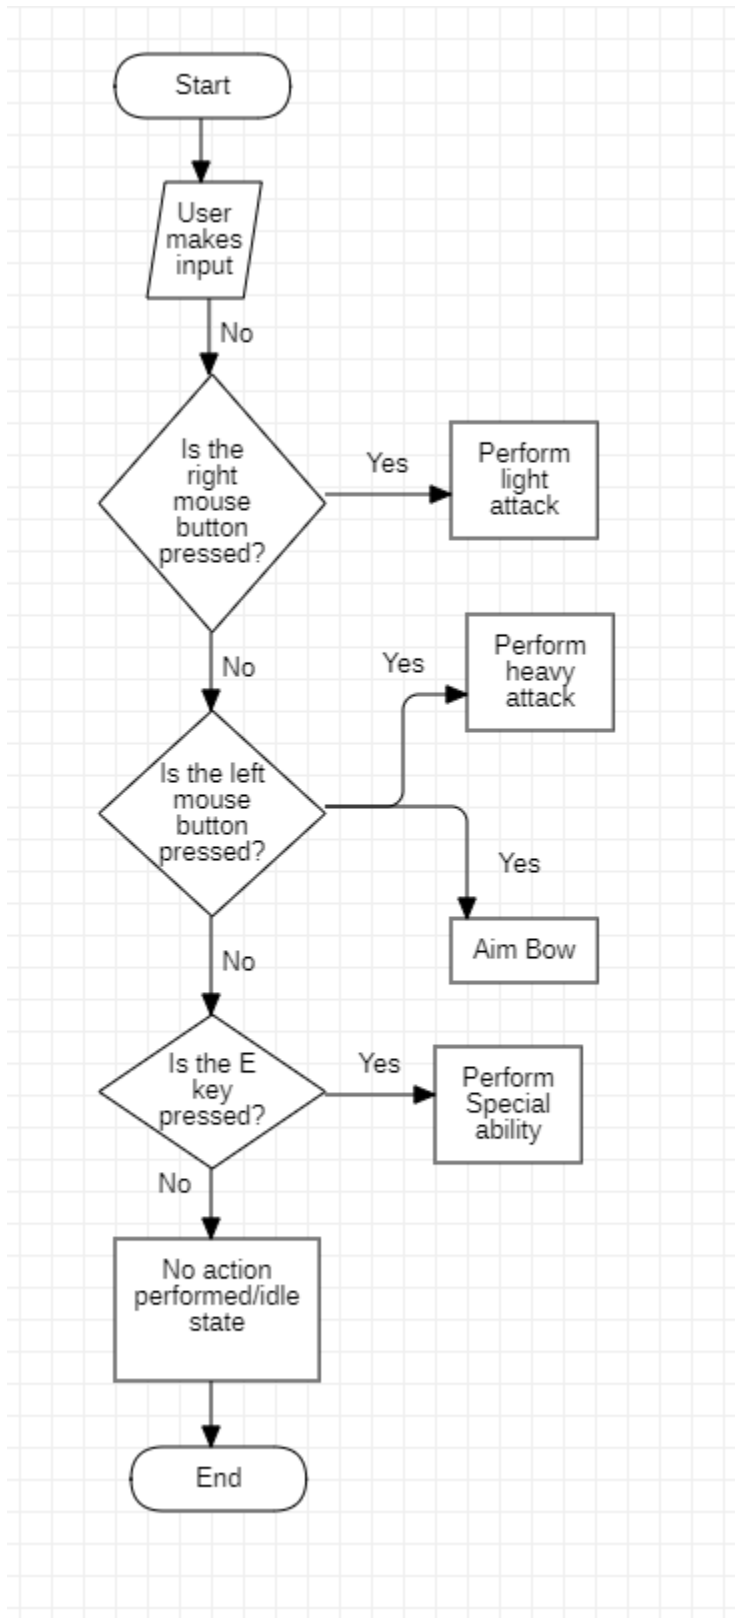 Start
User
makes
input
No
Is the
right
mouse
button
pressed?
Yes
Perform
light
attack
No
Yes
Perform
heavy
attack
Is the left
mouse
button
pressed?
Yes
Aim Bow
No
Is the E
key
pressed?
Yes
Perform
Special
ability
No
No action
performed/idle
state
End